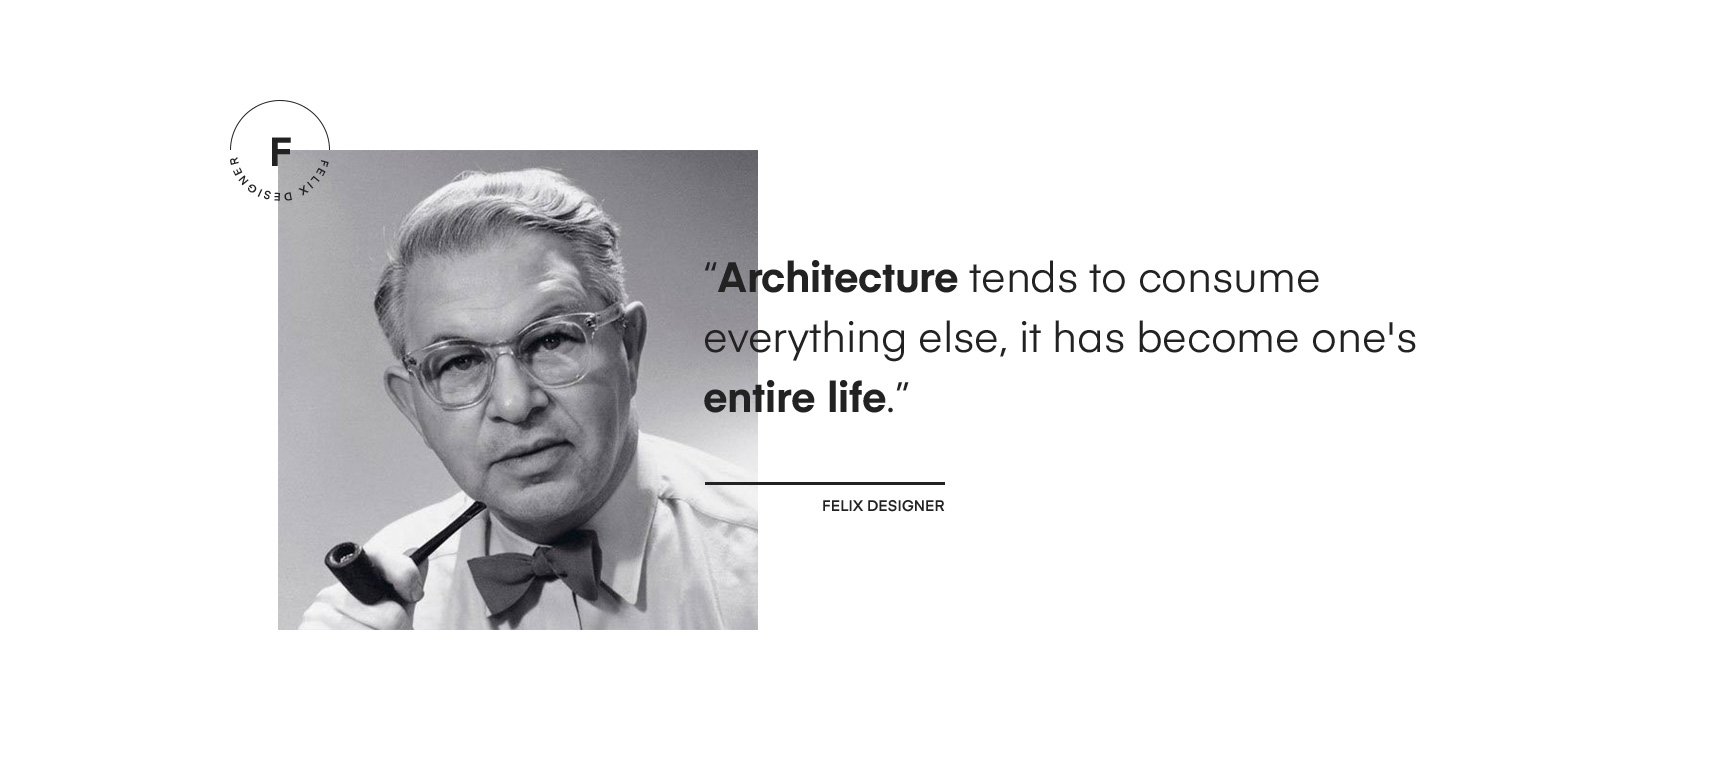 F
FELIX DESIGNER
“Architecture tends to consume
everything else, it has become one's
entire life.”
FELIX DESIGNER